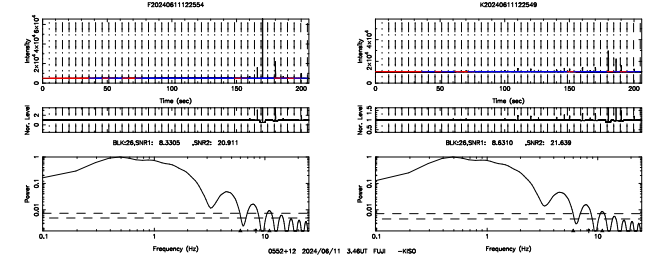 F20240611122554
K20240611122549
Intensity
0 2×10⁴ 4×10⁴ 6×10⁴
0 50 100 150 200
Time (sec)
Intensity
0 2×10⁴ 4×10⁴
0 50 100 150 200
Time (sec)
Nor. Level
0 2
Nor. Level
0.5 1 1.5
BLK:26,SNR1: 8.3305 ,SNR2: 20.911
BLK:26,SNR1: 8.6310 ,SNR2: 21.639
Power
1
0.1
0.01
0.1 1 10
Frequency (Hz)
Power
1
0.1
0.01
0.1 1 10
Frequency (Hz)
0552+12 2024/06/11 3.46UT FUJI -KISO